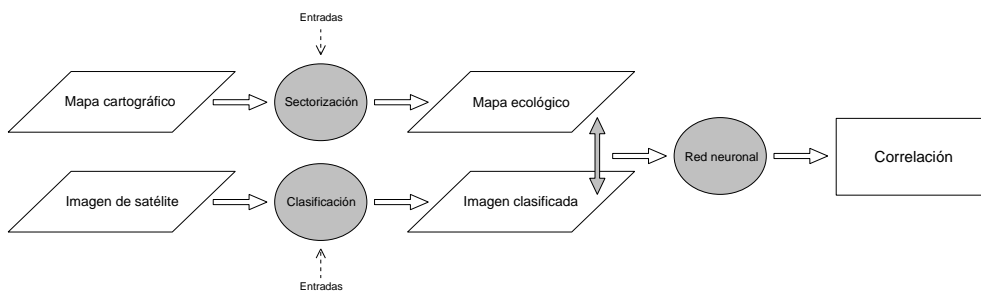 Entradas
Mapa cartográfico
Sectorización
Mapa ecológico
Red neuronal
Correlación
Imagen de satélite
Clasificación
Imagen clasificada
Entradas